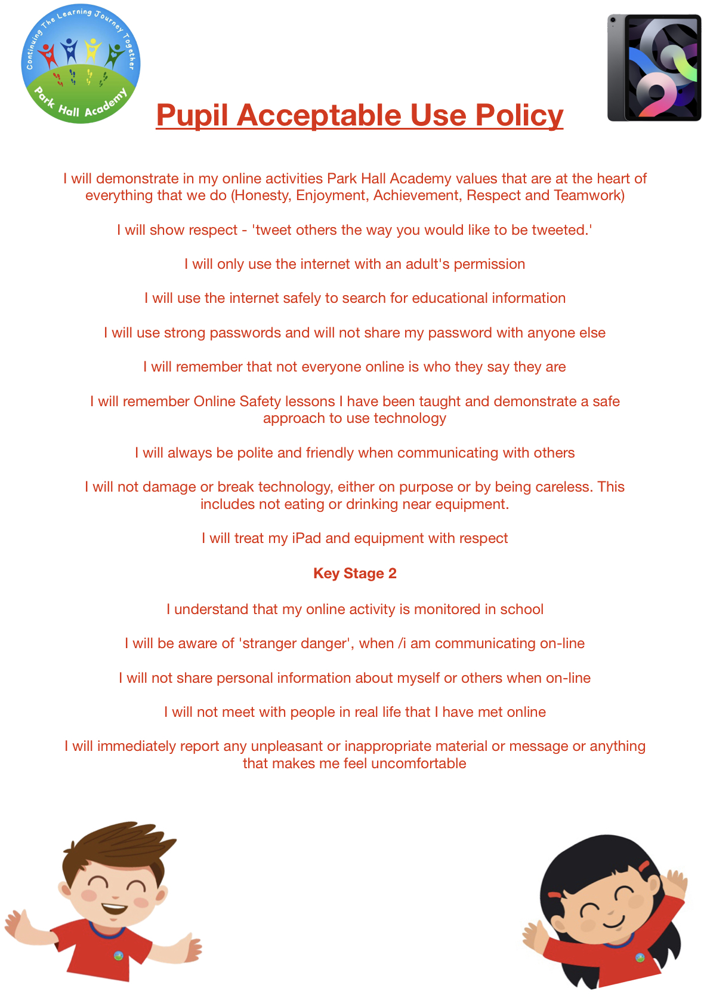 Continuing The Learning Journey Together
Park Hall Academy
Pupil Acceptable Use Policy
I will demonstrate in my online activities Park Hall Academy values that are at the heart of
everything that we do (Honesty, Enjoyment, Achievement, Respect and Teamwork)
I will show respect - 'tweet others the way you would like to be tweeted.'
I will only use the internet with an adult's permission
I will use the internet safely to search for educational information
I will use strong passwords and will not share my password with anyone else
I will remember that not everyone online is who they say they are
I will remember Online Safety lessons I have been taught and demonstrate a safe
approach to use technology
I will always be polite and friendly when communicating with others
I will not damage or break technology, either on purpose or by being careless. This
includes not eating or drinking near equipment.
I will treat my iPad and equipment with respect
Key Stage 2
I understand that my online activity is monitored in school
I will be aware of 'stranger danger', when /i am communicating on-line
I will not share personal information about myself or others when on-line
I will not meet with people in real life that I have met online
I will immediately report any unpleasant or inappropriate material or message or anything
that makes me feel uncomfortable